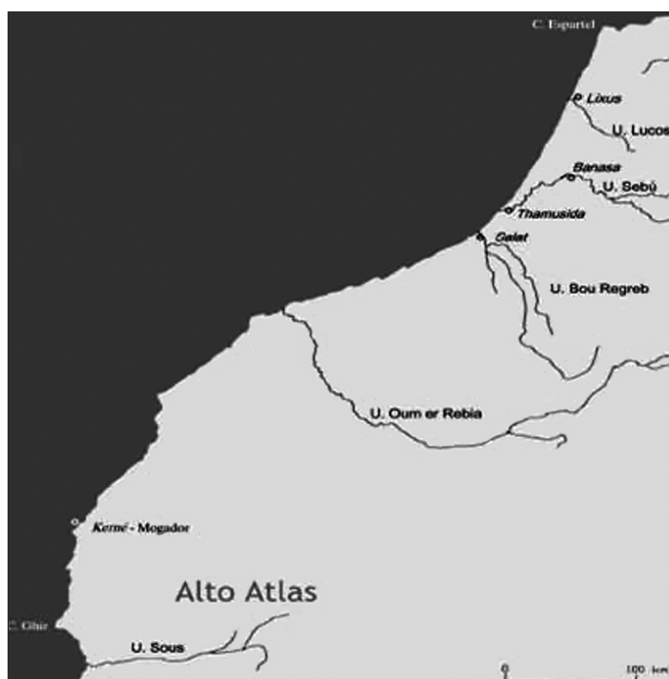 C. Espartel
Lixus
U. Lucos
Banasa
U. Sebú
Thamusida
Salat
U. Bou Regreb
U. Oum er Rebia
Kerné - Mogador
Alto Atlas
C. Ghir
U. Sous
0 100 km